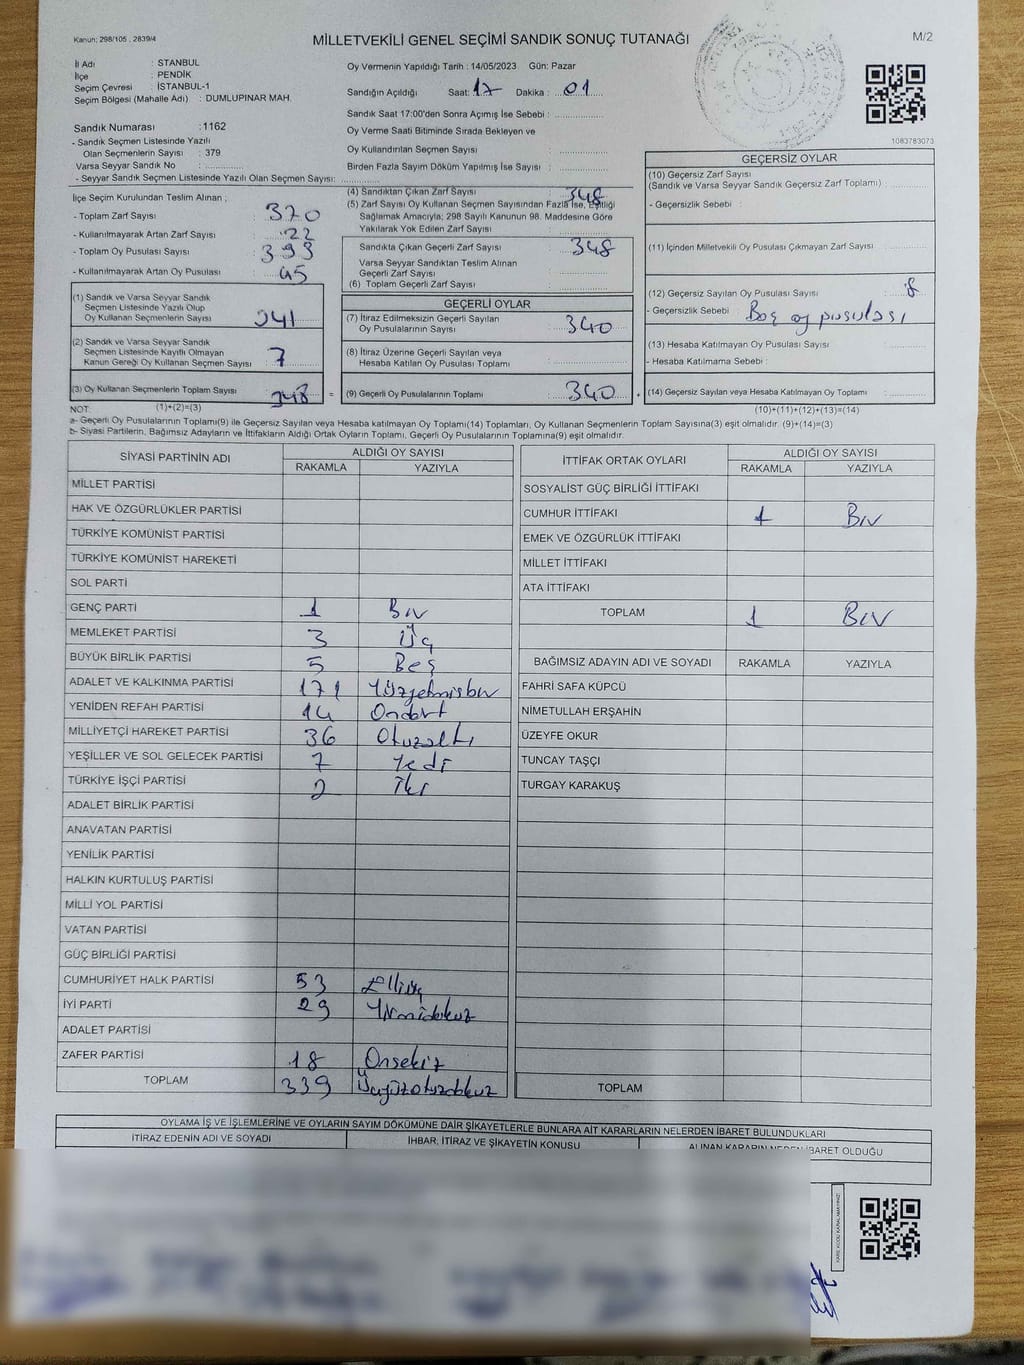 Kanun: 298/105 , 2839/4
MİLLETVEKİLİ GENEL SEÇİMİ SANDIK SONUÇ TUTANAĞI
M/2
İl Adı : STANBUL
İlçe : PENDİK
Seçim Çevresi : İSTANBUL-1
Seçim Bölgesi (Mahalle Adı) : DUMLUPINAR MAH.
Sandık Numarası : 1162
- Sandık Seçmen Listesinde Yazılı
Olan Seçmenlerin Sayısı : 379
Varsa Seyyar Sandık No :
- Seyyar Sandık Seçmen Listesinde Yazılı Olan Seçmen Sayısı:
Oy Vermenin Yapıldığı Tarih : 14/05/2023 Gün: Pazar
Sandığın Açıldığı Saat: 17 Dakika : 01
Sandık Saat 17:00'den Sonra Açımış İse Sebebi :
Oy Verme Saati Bitiminde Sırada Bekleyen ve
Oy Kullandırılan Seçmen Sayısı :
Birden Fazla Sayım Döküm Yapılmış İse Sayısı :
1083783073
İlçe Seçim Kurulundan Teslim Alınan ;
- Toplam Zarf Sayısı : 370
- Kullanılmayarak Artan Zarf Sayısı : 22
- Toplam Oy Pusulası Sayısı : 393
- Kullanılmayarak Artan Oy Pusulası : 45
(1) Sandık ve Varsa Seyyar Sandık
Seçmen Listesinde Yazılı Olup
Oy Kullanan Seçmenlerin Sayısı : 341
(2) Sandık ve Varsa Seyyar Sandık
Seçmen Listesinde Kayıtlı Olmayan
Kanun Gereği Oy Kullanan Seçmen Sayısı : 7
(3) Oy Kullanan Seçmenlerin Toplam Sayısı : 348 =
(4) Sandıktan Çıkan Zarf Sayısı : 348
(5) Zarf Sayısı Oy Kullanan Seçmen Sayısından Fazla İse, Eşitliği
Sağlamak Amacıyla; 298 Sayılı Kanunun 98. Maddesine Göre
Yakılarak Yok Edilen Zarf Sayısı :
Sandıkta Çıkan Geçerli Zarf Sayısı : 348
Varsa Seyyar Sandıktan Teslim Alınan
Geçerli Zarf Sayısı :
(6) Toplam Geçerli Zarf Sayısı :
GEÇERLİ OYLAR
(7) İtiraz Edilmeksizin Geçerli Sayılan
Oy Pusulalarının Sayısı : 340
(8) İtiraz Üzerine Geçerli Sayılan veya
Hesaba Katılan Oy Pusulalarının Toplamı :
(9) Geçerli Oy Pusulalarının Toplamı : 340 +
GEÇERSİZ OYLAR
(10) Geçersiz Zarf Sayısı
(Sandık ve Varsa Seyyar Sandık Geçersiz Zarf Toplamı) :
- Geçersizlik Sebebi :
(11) İçinden Milletvekili Oy Pusulası Çıkmayan Zarf Sayısı :
(12) Geçersiz Sayılan Oy Pusulası Sayısı : 8
- Geçersizlik Sebebi : Boş oy pusulası
(13) Hesaba Katılmayan Oy Pusulası Sayısı :
- Hesaba Katılmama Sebebi :
(14) Geçersiz Sayılan veya Hesaba Katılmayan Oy Toplamı :
NOT: (1)+(2)=(3)
(10)+(11)+(12)+(13)=(14)
a- Geçerli Oy Pusulalarının Toplamı(9) ile Geçersiz Sayılan veya Hesaba katılmayan Oy Toplamı(14) Toplamları, Oy Kullanan Seçmenlerin Toplam Sayısına(3) eşit olmalıdır. (9)+(14)=(3)
b- Siyasi Partilerin, Bağımsız Adayların ve İttifakların Aldığı Ortak Oyların Toplamı, Geçerli Oy Pusulalarının Toplamına(9) eşit olmalıdır.
SİYASİ PARTİNİN ADI ALDIĞI OY SAYISI
RAKAMLA YAZIYLA
MİLLET PARTİSİ
HAK VE ÖZGÜRLÜKLER PARTİSİ
TÜRKİYE KOMÜNİST PARTİSİ
TÜRKİYE KOMÜNİST HAREKETİ
SOL PARTİ
GENÇ PARTİ 1 Bir
MEMLEKET PARTİSİ 3 Üç
BÜYÜK BİRLİK PARTİSİ 5 Beş
ADALET VE KALKINMA PARTİSİ 171 Yüzyetmişbir
YENİDEN REFAH PARTİSİ 14 Ondört
MİLLİYETÇİ HAREKET PARTİSİ 36 Otuzaltı
YEŞİLLER VE SOL GELECEK PARTİSİ 7 Yedi
TÜRKİYE İŞÇİ PARTİSİ 2 İki
ADALET BİRLİK PARTİSİ
ANAVATAN PARTİSİ
YENİLİK PARTİSİ
HALKIN KURTULUŞ PARTİSİ
MİLLİ YOL PARTİSİ
VATAN PARTİSİ
GÜÇ BİRLİĞİ PARTİSİ
CUMHURİYET HALK PARTİSİ 53 Elliüç
İYİ PARTİ 29 Yirmidokuz
ADALET PARTİSİ
ZAFER PARTİSİ 18 Onsekiz
TOPLAM 339 Üçyüzotuzdokuz
İTTİFAK ORTAK OYLARI ALDIĞI OY SAYISI
RAKAMLA YAZIYLA
SOSYALİST GÜÇ BİRLİĞİ İTTİFAKI
CUMHUR İTTİFAKI 1 Bir
EMEK VE ÖZGÜRLÜK İTTİFAKI
MİLLET İTTİFAKI
ATA İTTİFAKI
TOPLAM 1 Bir
BAĞIMSIZ ADAYIN ADI VE SOYADI RAKAMLA YAZIYLA
FAHRİ SAFA KÜPCÜ
NİMETULLAH ERŞAHİN
ÜZEYFE OKUR
TUNCAY TAŞÇI
TURGAY KARAKUŞ
TOPLAM
OYLAMA İŞ VE İŞLEMLERİNE VE OYLARIN SAYIM DÖKÜMÜNE DAİR ŞİKAYETLERLE BUNLARA AİT KARARLARIN NELERDEN İBARET BULUNDUKLARI
İTİRAZ EDENİN ADI VE SOYADI İHBAR, İTİRAZ VE ŞİKAYETİN KONUSU ALINAN KARARIN NEDEN İBARET OLDUĞU